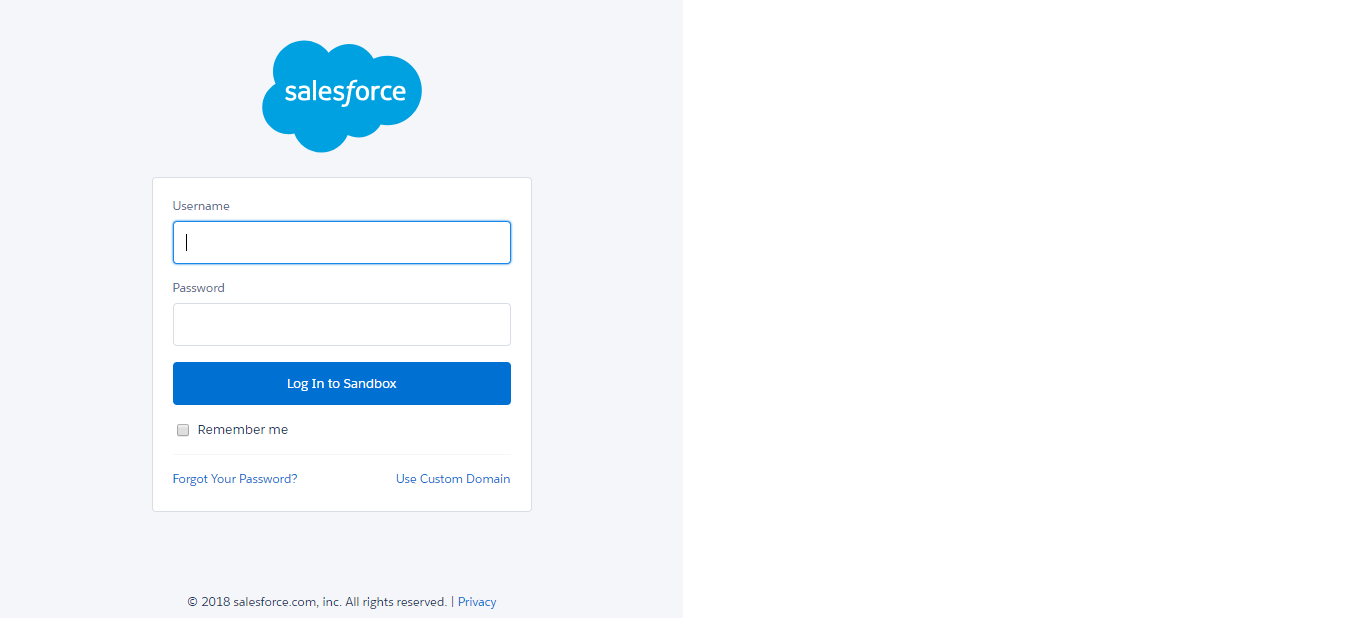 salesforce
Username
Password
Log In to Sandbox
Remember me
Forgot Your Password? Use Custom Domain
© 2018 salesforce.com, inc. All rights reserved. | Privacy